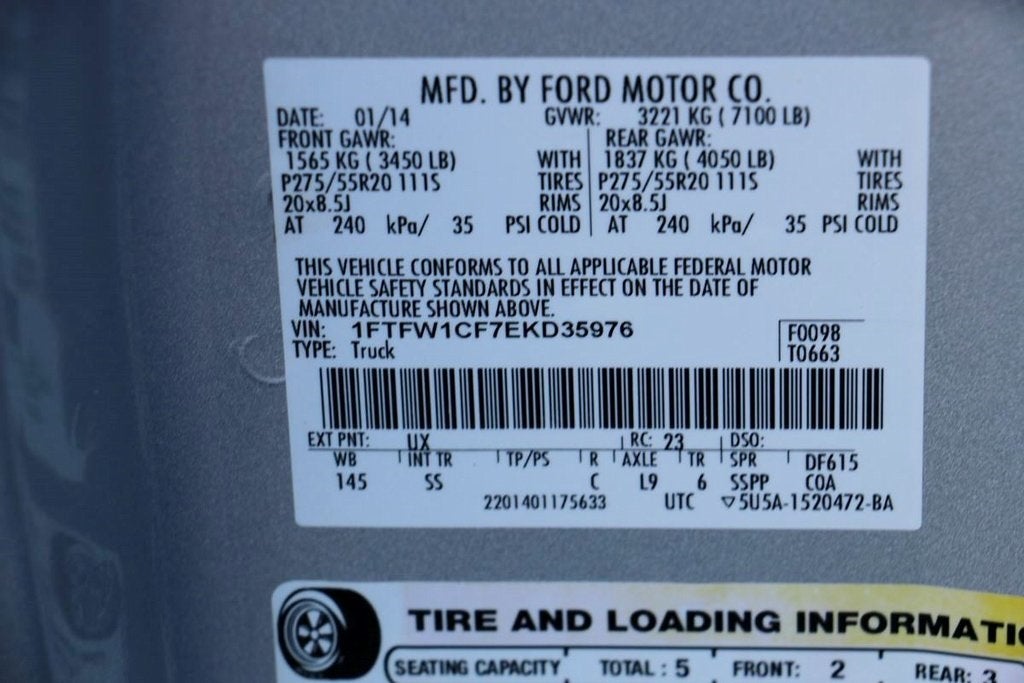 MFD. BY FORD MOTOR CO.
DATE: 01/14 GVWR: 3221 KG ( 7100 LB)
FRONT GAWR: REAR GAWR:
1565 KG ( 3450 LB) WITH 1837 KG ( 4050 LB) WITH
P275/55R20 111S TIRES P275/55R20 111S TIRES
20x8.5J RIMS 20x8.5J RIMS
AT 240 kPa/ 35 PSI COLD AT 240 kPa/ 35 PSI COLD
THIS VEHICLE CONFORMS TO ALL APPLICABLE FEDERAL MOTOR
VEHICLE SAFETY STANDARDS IN EFFECT ON THE DATE OF
MANUFACTURE SHOWN ABOVE.
VIN: 1FTFW1CF7EKD35976 F0098
TYPE: Truck T0663
EXT PNT: UX RC: 23 DSO:
WB INT TR TP/PS R AXLE TR SPR DF615
145 SS C L9 6 SSPP COA
2201401175633 UTC ▽5U5A-1520472-BA
TIRE AND LOADING INFORMATIO
SEATING CAPACITY TOTAL : 5 FRONT: 2 REAR: 3